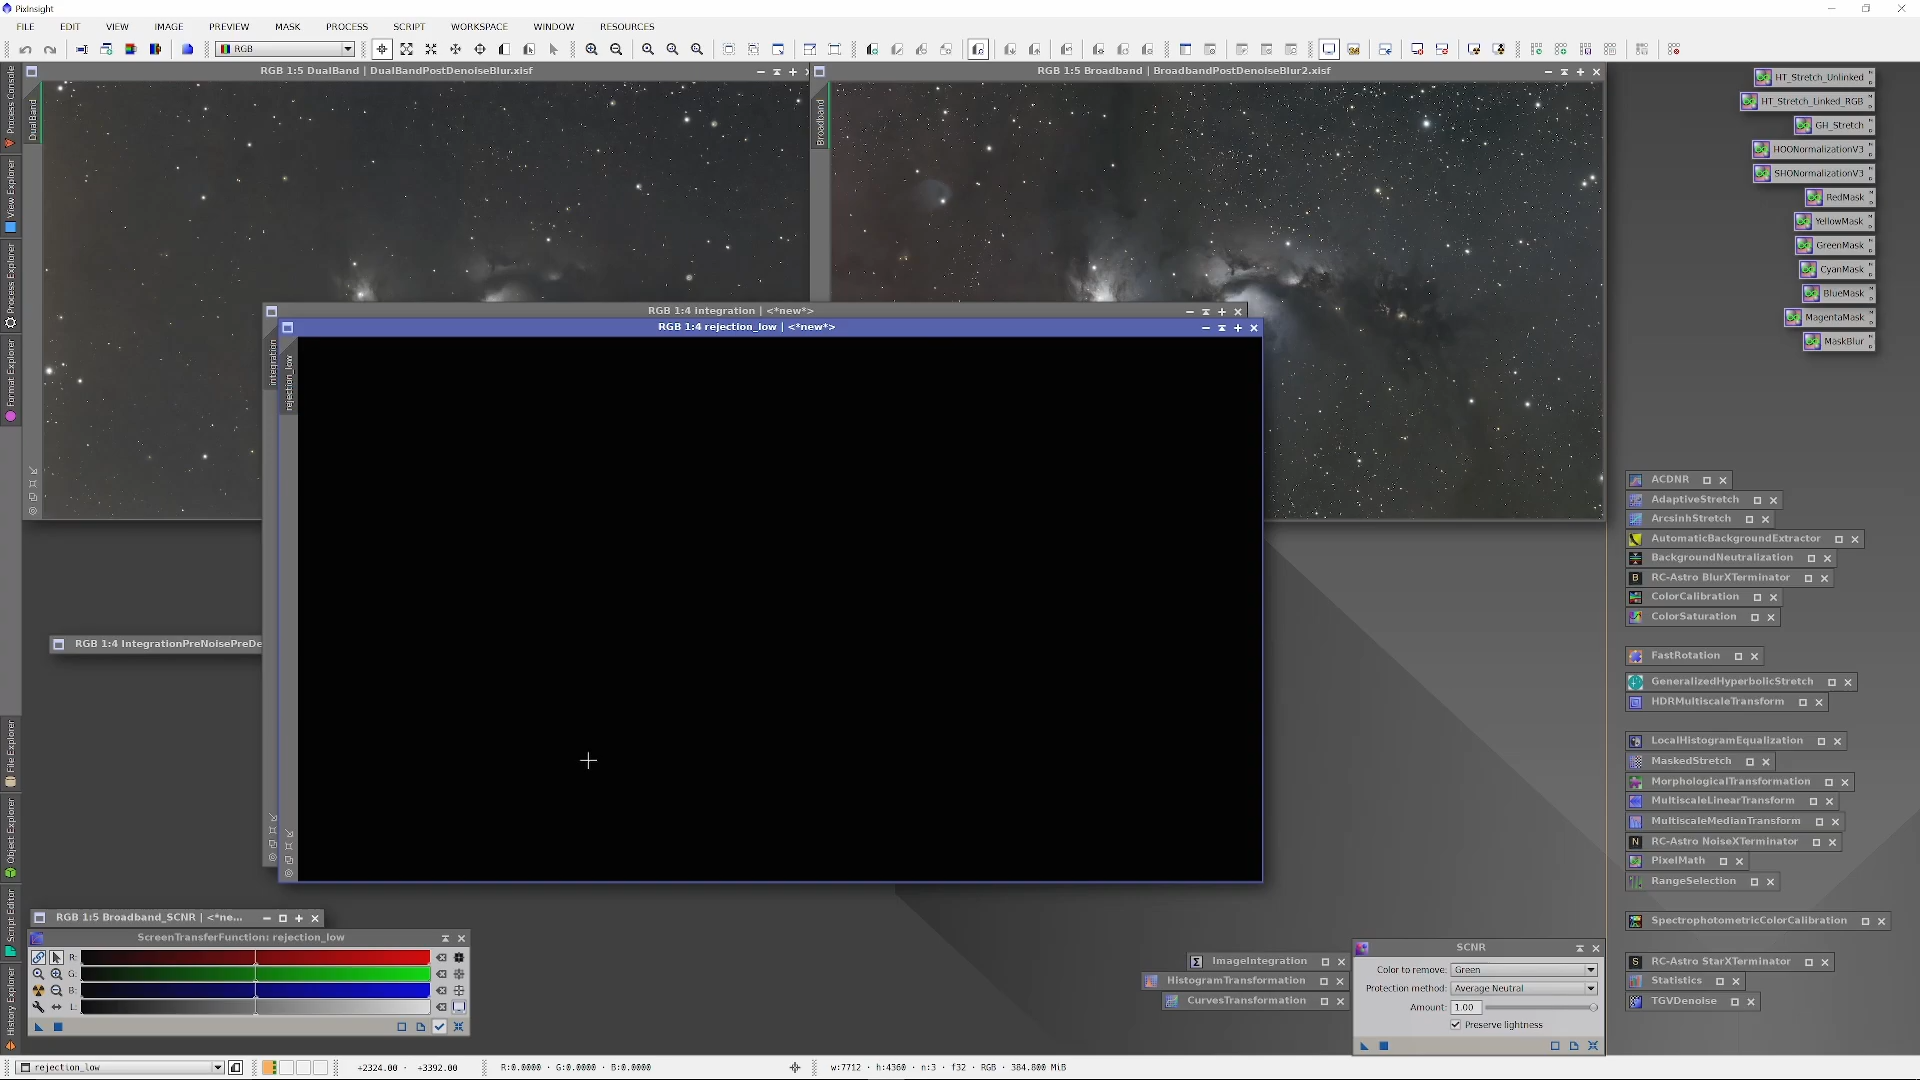 PixInsight
FILE EDIT VIEW IMAGE PREVIEW MASK PROCESS SCRIPT WORKSPACE WINDOW RESOURCES
RGB
RGB 1:5 DualBand | DualBandPostDenoiseBlur.xisf
RGB 1:5 Broadband | BroadbandPostDenoiseBlur2.xisf
Process Console
View Explorer
Process Explorer
Format Explorer
File Explorer
Object Explorer
Script Editor
History Explorer
DualBand
Broadband
HT_Stretch_Unlinked
HT_Stretch_Linked_RGB
GH_Stretch
HOONormalizationV3
SHONormalizationV3
RedMask
YellowMask
GreenMask
CyanMask
BlueMask
MagentaMask
MaskBlur
RGB 1:4 integration | <*new*>
RGB 1:4 rejection_low | <*new*>
integration
rejection_low
RGB 1:4 IntegrationPreNoisePreDe
ACDNR
AdaptiveStretch
ArcsinhStretch
AutomaticBackgroundExtractor
BackgroundNeutralization
RC-Astro BlurXTerminator
ColorCalibration
ColorSaturation
FastRotation
GeneralizedHyperbolicStretch
HDRMultiscaleTransform
LocalHistogramEqualization
MaskedStretch
MorphologicalTransformation
MultiscaleLinearTransform
MultiscaleMedianTransform
RC-Astro NoiseXTerminator
PixelMath
RangeSelection
SpectrophotometricColorCalibration
RC-Astro StarXTerminator
Statistics
TGVDenoise
RGB 1:5 Broadband_SCNR | <*ne...
ScreenTransferFunction: rejection_low
R:
G:
B:
L:
ImageIntegration
HistogramTransformation
CurvesTransformation
SCNR
Color to remove: Green
Protection method: Average Neutral
Amount: 1.00
Preserve lightness
rejection_low
+2324.00 · +3392.00
R:0.0000 · G:0.0000 · B:0.0000
w:7712 · h:4360 · n:3 · f32 · RGB · 384.800 MiB